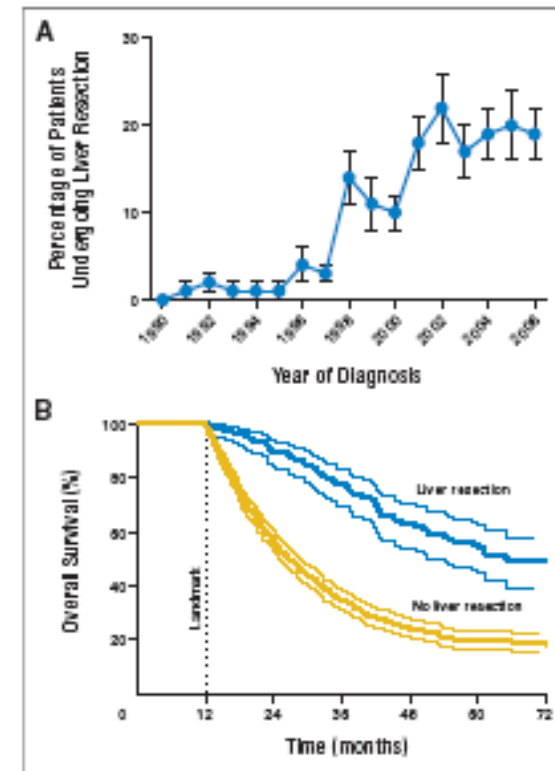 A
Percentage of Patients
Undergoing Liver Resection
30
20
10
0
1990
1992
1994
1996
1998
2000
2002
2004
2006
Year of Diagnosis
B
Overall Survival (%)
100
80
60
40
20
Landmark
Liver resection
No liver resection
0
12
24
36
48
60
72
Time (months)